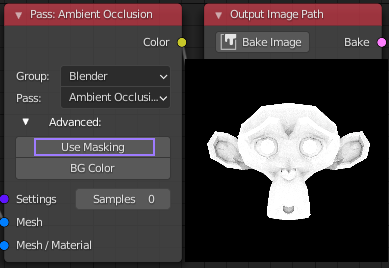 Pass: Ambient Occlusion
Color
Group: Blender
Pass: Ambient Occlusi...
Advanced:
Use Masking
BG Color
Settings Samples 0
Mesh
Mesh / Material
Output Image Path
Bake Image Bake